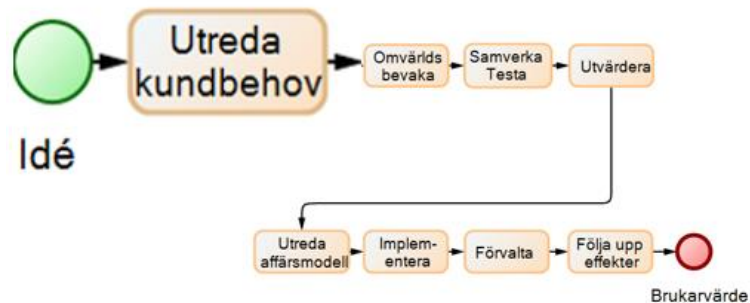 Utreda
kundbehov
Omvärlds
bevaka
Samverka
Testa
Utvärdera
Idé
Utreda
affärsmodell
Implem-
entera
Förvalta
Följa upp
effekter
Brukarvärde